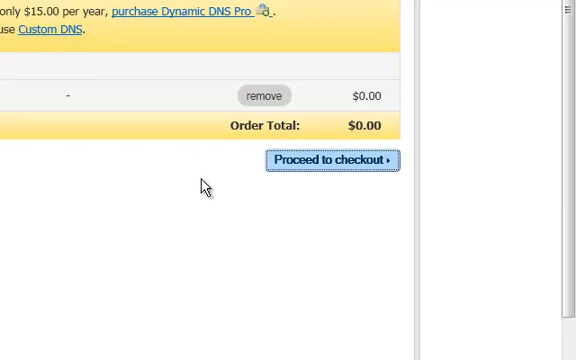 only $15.00 per year, purchase Dynamic DNS Pro .
use Custom DNS.
- remove $0.00
Order Total: $0.00
Proceed to checkout